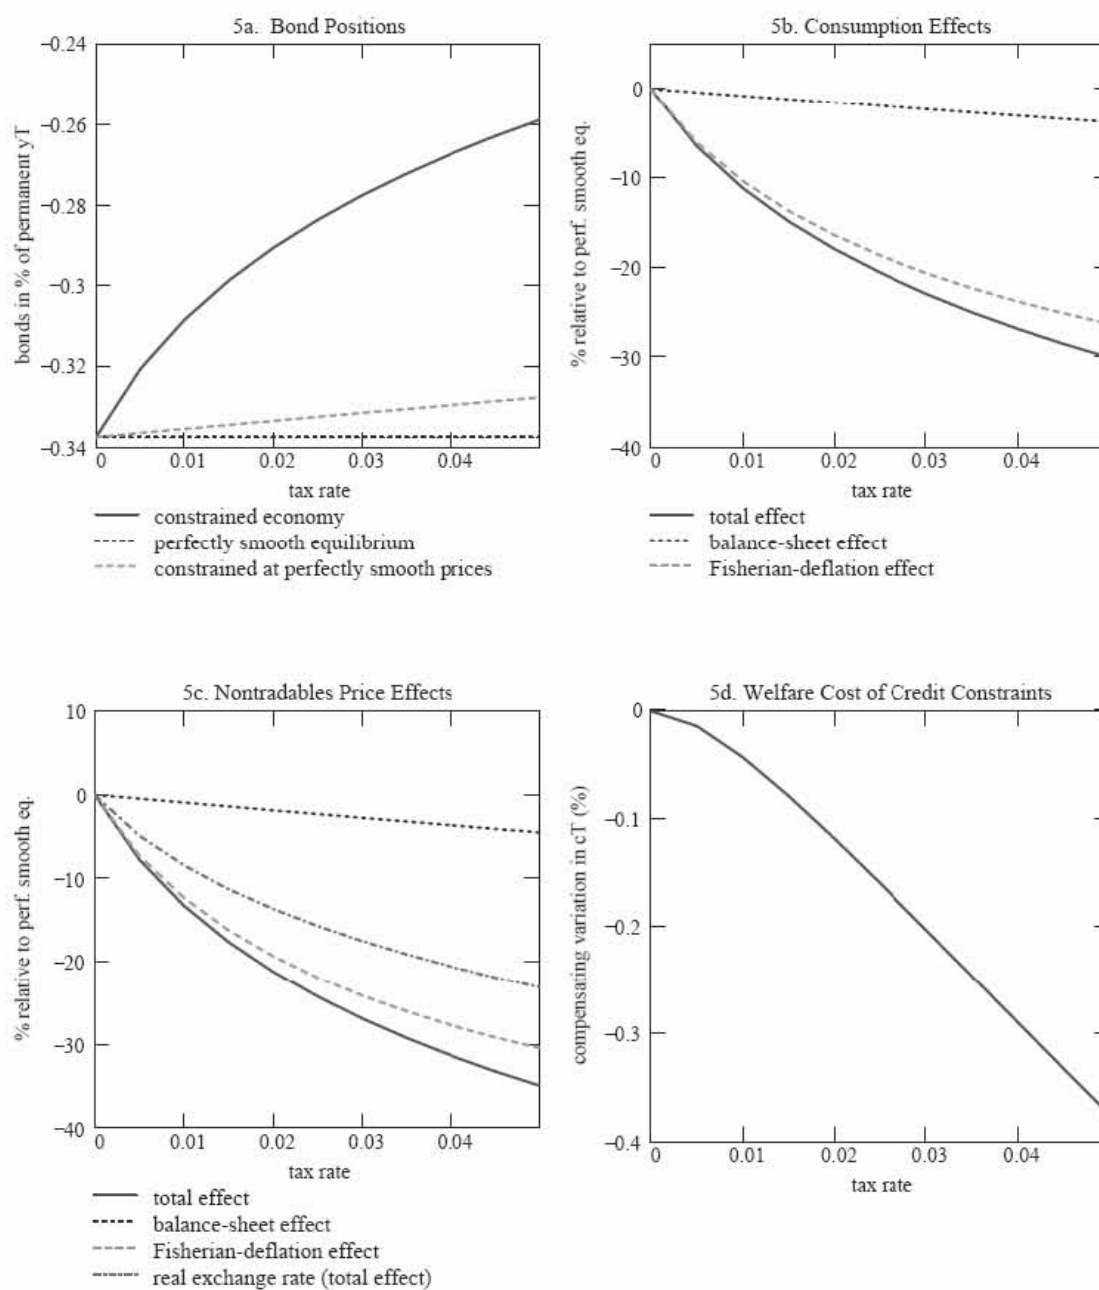 5a. Bond Positions
−0.24
−0.26
−0.28
−0.3
−0.32
−0.34
bonds in % of permanent yT
0 0.01 0.02 0.03 0.04
tax rate
constrained economy
perfectly smooth equilibrium
constrained at perfectly smooth prices
5b. Consumption Effects
0
−10
−20
−30
−40
% relative to perf. smooth eq.
0 0.01 0.02 0.03 0.04
tax rate
total effect
balance-sheet effect
Fisherian-deflation effect
5c. Nontradables Price Effects
10
0
−10
−20
−30
−40
% relative to perf. smooth eq.
0 0.01 0.02 0.03 0.04
tax rate
total effect
balance-sheet effect
Fisherian-deflation effect
real exchange rate (total effect)
5d. Welfare Cost of Credit Constraints
0
−0.1
−0.2
−0.3
−0.4
compensating variation in cT (%)
0 0.01 0.02 0.03 0.04
tax rate